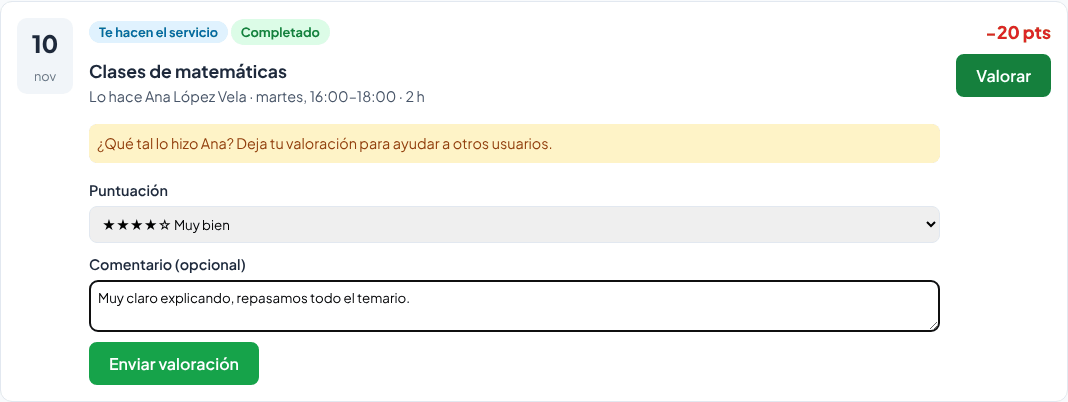 10
nov
Te hacen el servicio
Completado
-20 pts
Clases de matemáticas
Valorar
Lo hace Ana López Vela · martes, 16:00–18:00 · 2 h
¿Qué tal lo hizo Ana? Deja tu valoración para ayudar a otros usuarios.
Puntuación
★★★★☆ Muy bien
Comentario (opcional)
Muy claro explicando, repasamos todo el temario.
Enviar valoración